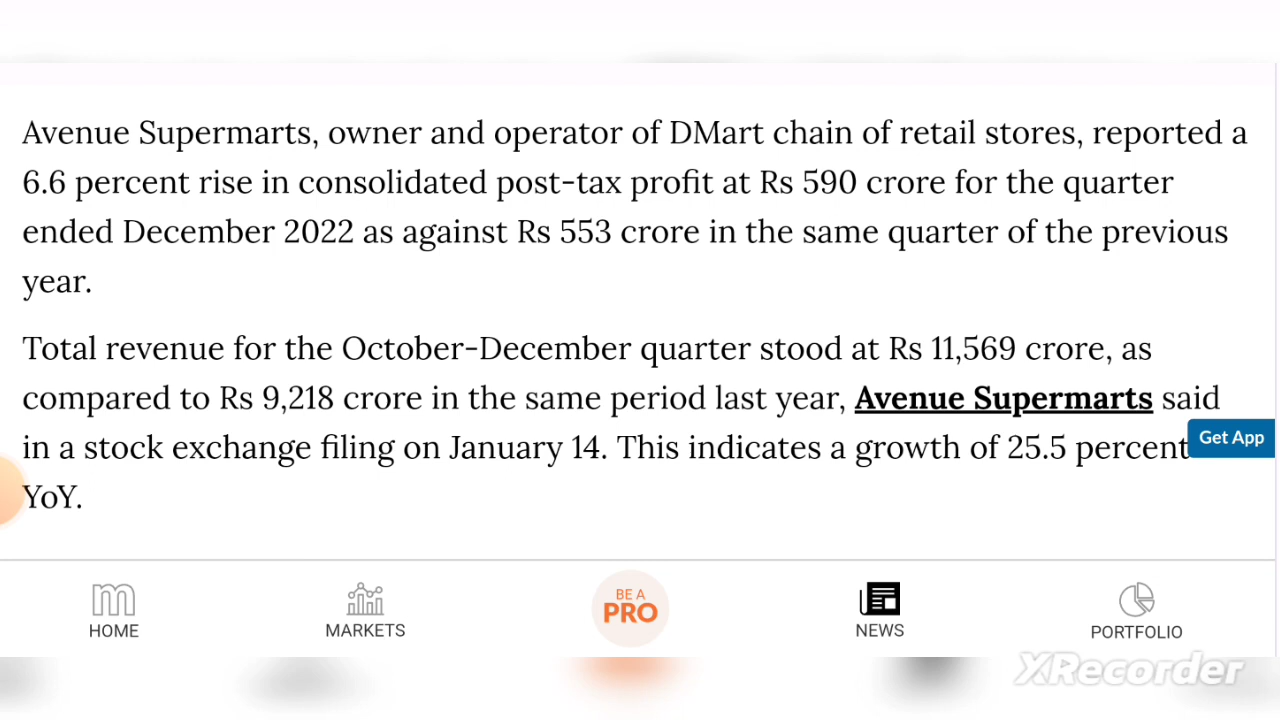 Avenue Supermarts, owner and operator of DMart chain of retail stores, reported a
6.6 percent rise in consolidated post-tax profit at Rs 590 crore for the quarter
ended December 2022 as against Rs 553 crore in the same quarter of the previous
year.
Total revenue for the October-December quarter stood at Rs 11,569 crore, as
compared to Rs 9,218 crore in the same period last year, Avenue Supermarts said
in a stock exchange filing on January 14. This indicates a growth of 25.5 percent
Get App
YoY.
m
HOME
MARKETS
BE A
PRO
NEWS
PORTFOLIO
XRecorder